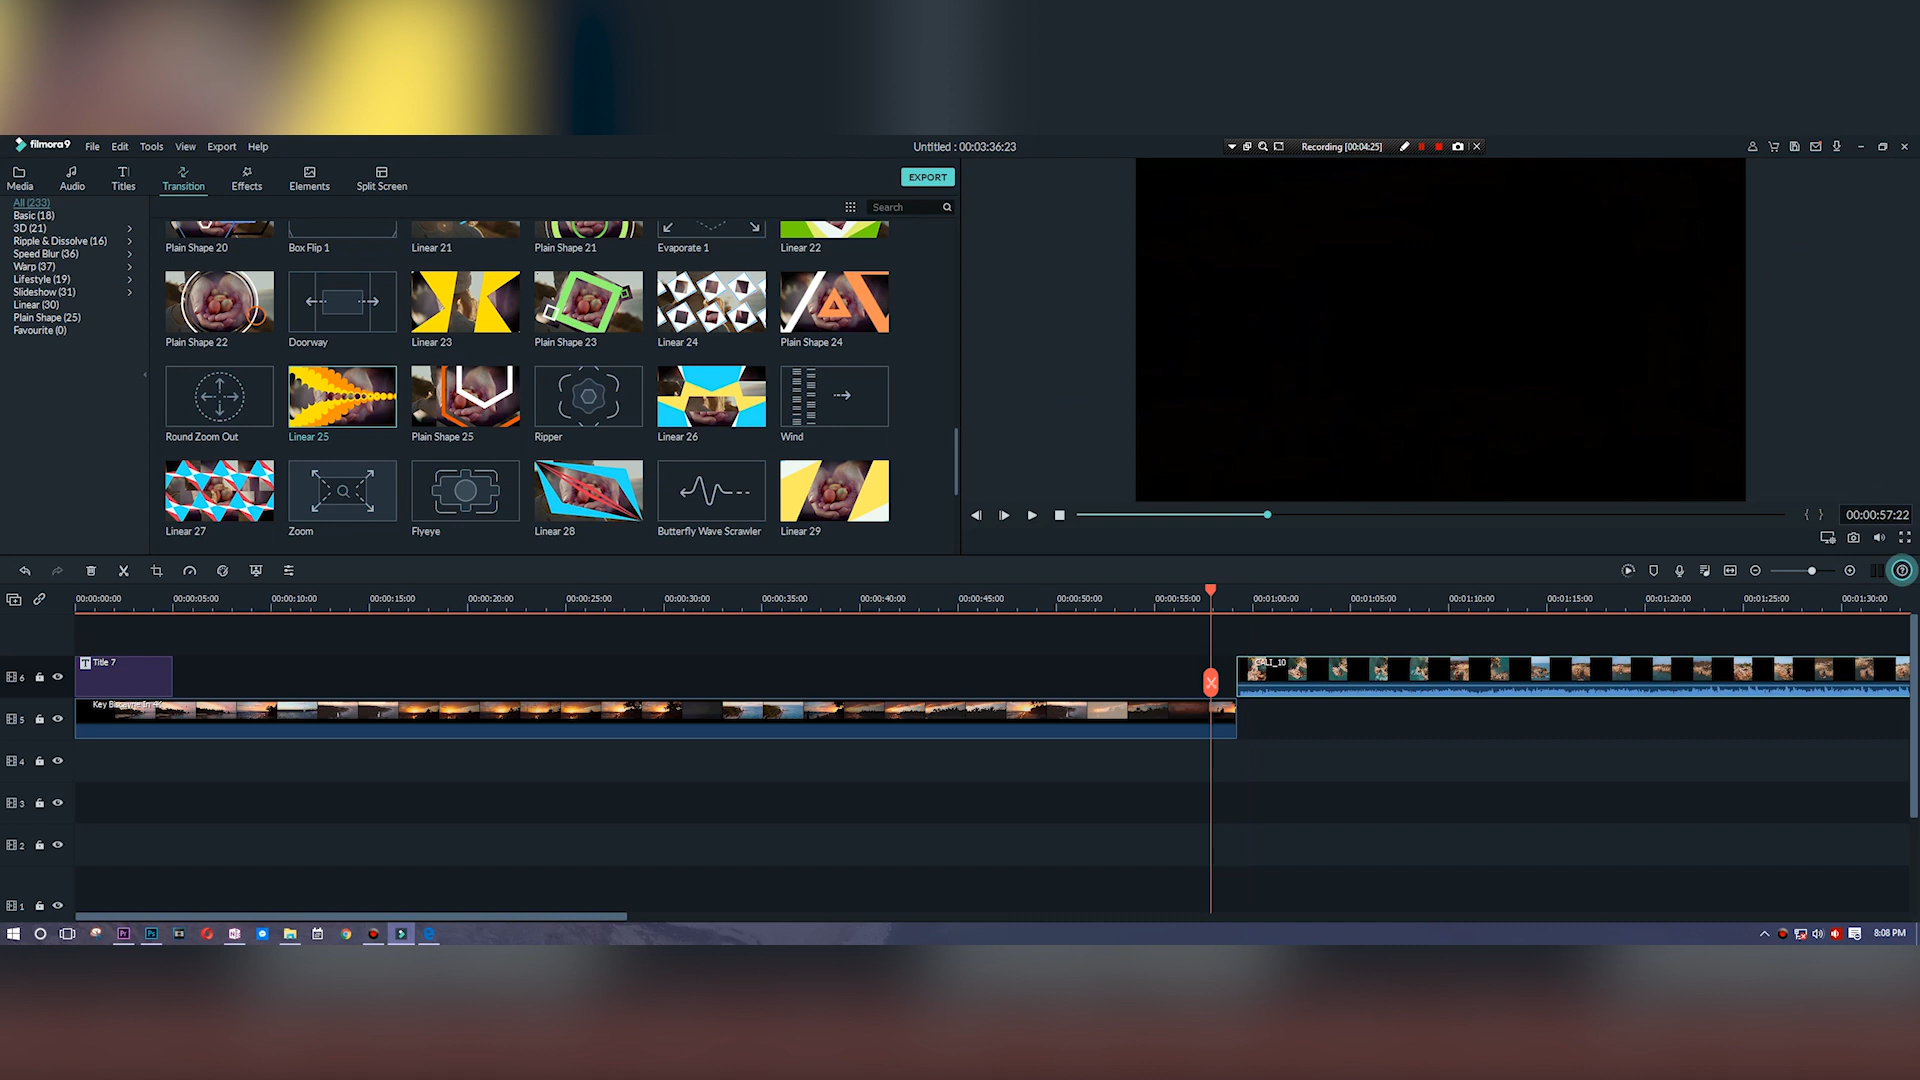 filmora9 File Edit Tools View Export Help
Untitled : 00:03:36:23
Recording [00:04:25]
Media Audio Titles Transition Effects Elements Split Screen
EXPORT
All (233)
Basic (18)
3D (21)
Ripple & Dissolve (16)
Speed Blur (36)
Warp (37)
Lifestyle (19)
Slideshow (31)
Linear (30)
Plain Shape (25)
Favourite (0)
Search
Plain Shape 20 Box Flip 1 Linear 21 Plain Shape 21 Evaporate 1 Linear 22
Plain Shape 22 Doorway Linear 23 Plain Shape 23 Linear 24 Plain Shape 24
Round Zoom Out Linear 25 Plain Shape 25 Ripper Linear 26 Wind
Linear 27 Zoom Flyeye Linear 28 Butterfly Wave Scrawler Linear 29
00:00:57:22
00:00:00:00 00:00:05:00 00:00:10:00 00:00:15:00 00:00:20:00 00:00:25:00 00:00:30:00 00:00:35:00 00:00:40:00 00:00:45:00 00:00:50:00 00:00:55:00 00:01:00:00 00:01:05:00 00:01:10:00 00:01:15:00 00:01:20:00 00:01:25:00 00:01:30:00
6 T Title 7 CALI_10
5 Key Biscayne In 4K
4
3
2
1
Pr Ps
8:08 PM